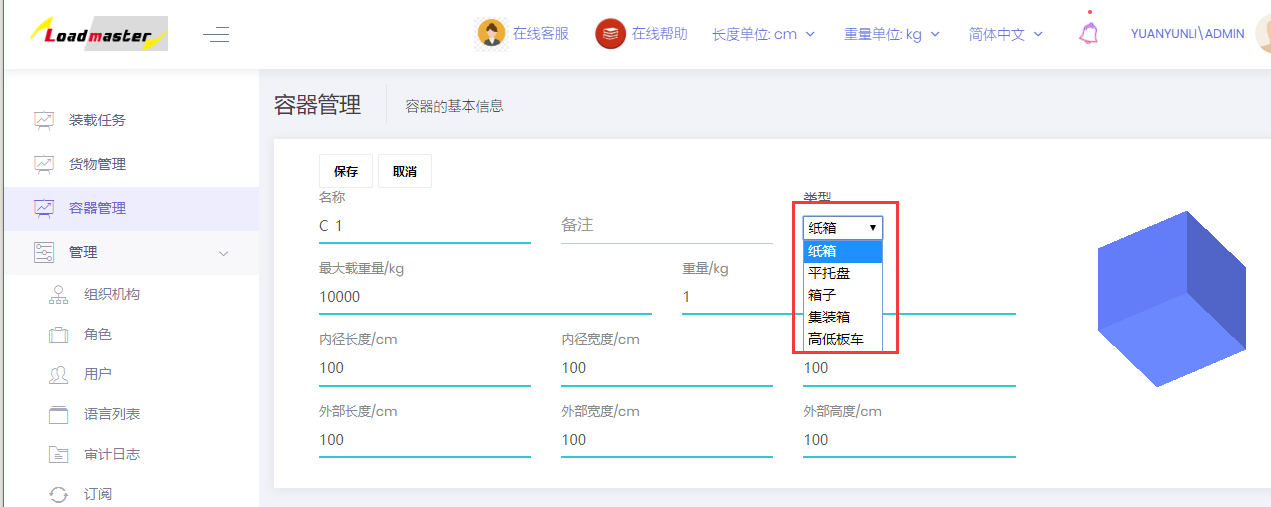 Loadmaster
在线客服
在线帮助
长度单位: cm
重量单位: kg
简体中文
YUANYUNLI\ADMIN
装载任务
货物管理
容器管理
管理
组织机构
角色
用户
语言列表
审计日志
订阅
容器管理
容器的基本信息
保存
取消
名称
类型
C 1
备注
纸箱
纸箱
平托盘
箱子
集装箱
高低板车
最大载重量/kg
重量/kg
10000
1
内径长度/cm
内径宽度/cm
100
100
100
外部长度/cm
外部宽度/cm
外部高度/cm
100
100
100